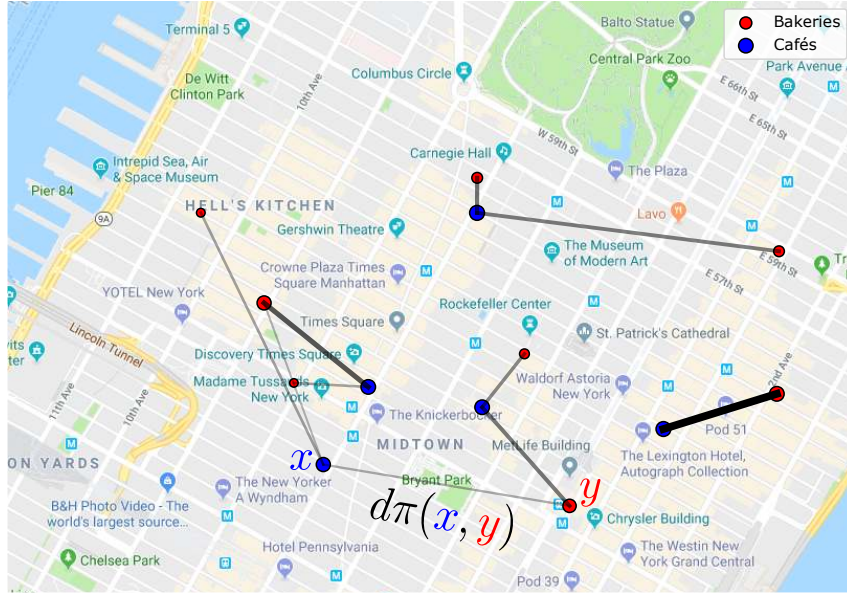 Terminal 5
Balto Statue
Bakeries
Cafés
Columbus Circle
Central Park Zoo
Park Avenue A
De Witt
Clinton Park
10th Ave
E 66th St
E 65th St
W 59th St
Carnegie Hall
Intrepid Sea, Air
& Space Museum
The Plaza
Pier 84
HELL'S KITCHEN
Lavo
9A
Gershwin Theatre
The Museum
of Modern Art
E 59th St
Tr
E 57th St
Crowne Plaza Times
Square Manhattan
YOTEL New York
Rockefeller Center
Lincoln Tunnel
Times Square
St. Patrick's Cathedral
vits
ter
Discovery Times Square
2nd Ave
Madame Tussauds
New York
Waldorf Astoria
New York
11th Ave
The Knickerbocker
Pod 51
10th Ave
MIDTOWN
MetLife Building
x
The Lexington Hotel,
Autograph Collection
ON YARDS
The New Yorker
A Wyndham
Bryant Park
y
B&H Photo Video - The
world's largest source...
dπ(x, y)
Chrysler Building
Hotel Pennsylvania
The Westin New
York Grand Central
Chelsea Park
Pod 39